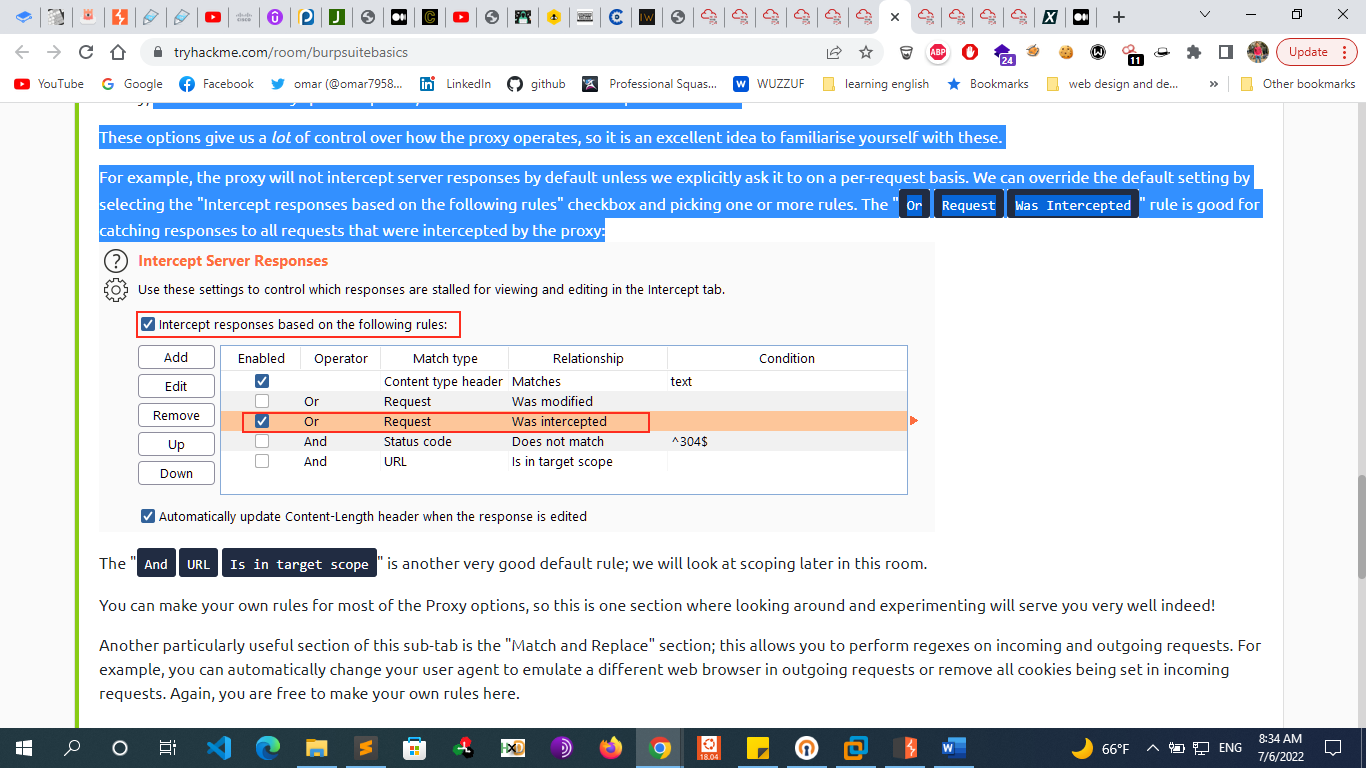 tryhackme.com/room/burpsuitebasics
ABP
24
11
Update
YouTube
Google
Facebook
omar (@omar7958...
LinkedIn
github
Professional Squas...
WUZZUF
learning english
Bookmarks
web design and de...
»
Other bookmarks
These options give us a lot of control over how the proxy operates, so it is an excellent idea to familiarise yourself with these.
For example, the proxy will not intercept server responses by default unless we explicitly ask it to on a per-request basis. We can override the default setting by
selecting the "Intercept responses based on the following rules" checkbox and picking one or more rules. The " Or Request Was Intercepted " rule is good for
catching responses to all requests that were intercepted by the proxy:
Intercept Server Responses
Use these settings to control which responses are stalled for viewing and editing in the Intercept tab.
Intercept responses based on the following rules:
Add
Edit
Remove
Up
Down
Enabled Operator Match type Relationship Condition
Content type header Matches text
Or Request Was modified
Or Request Was intercepted
And Status code Does not match ^304$
And URL Is in target scope
Automatically update Content-Length header when the response is edited
The " And URL Is in target scope " is another very good default rule; we will look at scoping later in this room.
You can make your own rules for most of the Proxy options, so this is one section where looking around and experimenting will serve you very well indeed!
Another particularly useful section of this sub-tab is the "Match and Replace" section; this allows you to perform regexes on incoming and outgoing requests. For
example, you can automatically change your user agent to emulate a different web browser in outgoing requests or remove all cookies being set in incoming
requests. Again, you are free to make your own rules here.
18.04
66°F
ENG
8:34 AM
7/6/2022